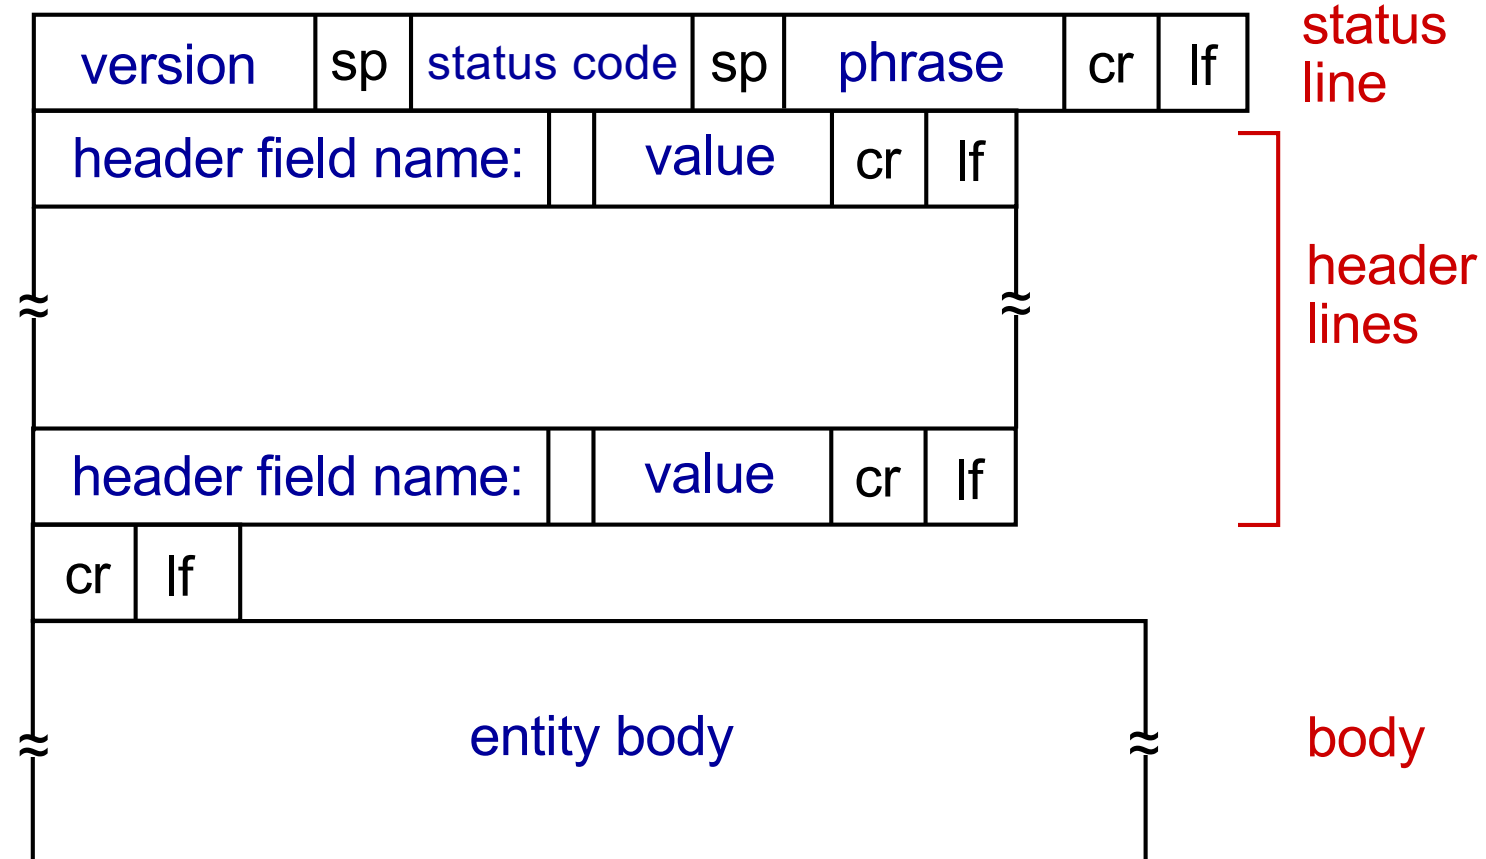 version sp status code sp phrase cr lf
status
line
header field name: value cr lf
header
lines
header field name: value cr lf
cr lf
entity body
body